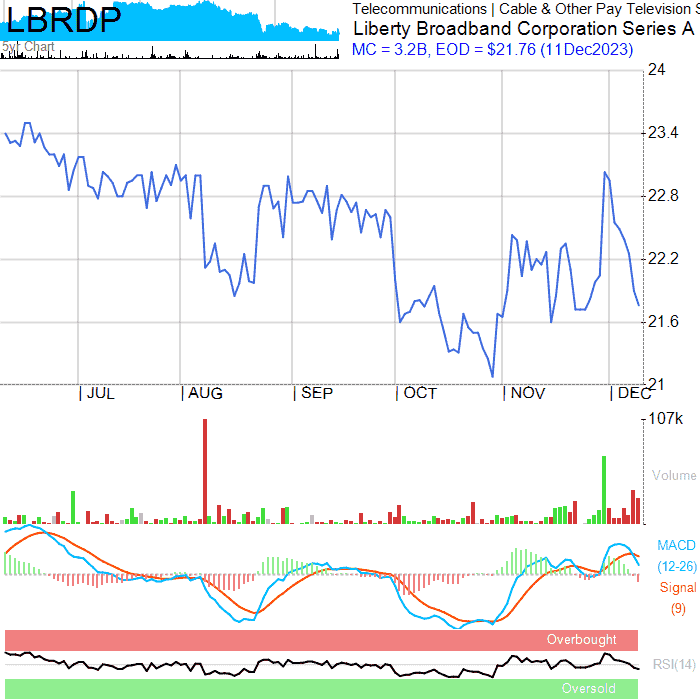 LBRDP
5yr Chart
Telecommunications | Cable & Other Pay Television S
Liberty Broadband Corporation Series A
MC = 3.2B, EOD = $21.76 (11Dec2023)
24
23.4
22.8
22.2
21.6
21
JUL AUG SEP OCT NOV DEC
107k
Volume
MACD
(12-26)
Signal
(9)
Overbought
RSI(14)
Oversold